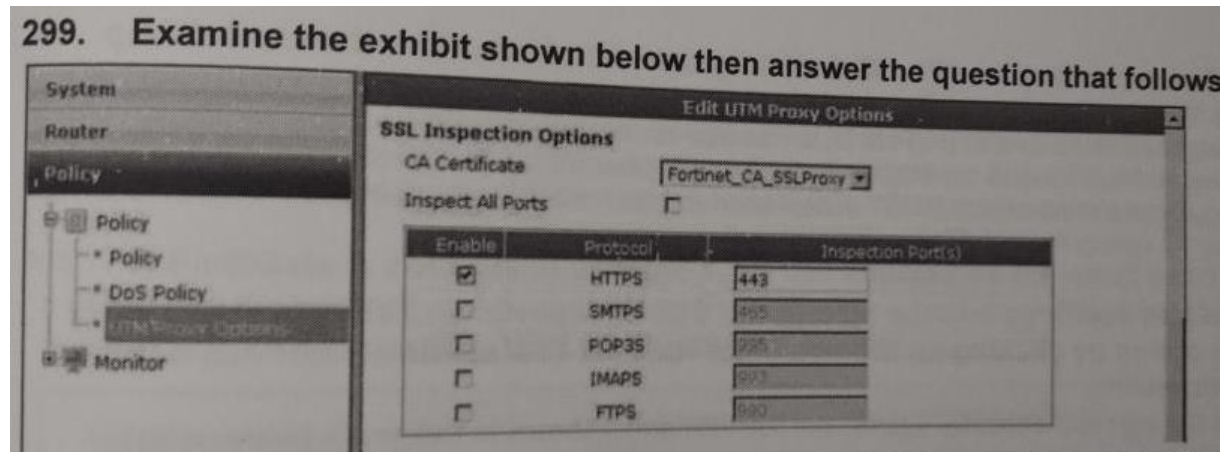 299. Examine the exhibit shown below then answer the question that follows
System
Router
Policy
Policy
* Policy
* DoS Policy
* UTM Proxy Options
Monitor
Edit UTM Proxy Options
SSL Inspection Options
CA Certificate Fortinet_CA_SSLProxy
Inspect All Ports
Enable Protocol Inspection Port(s)
HTTPS 443
SMTPS 465
POP3S 995
IMAPS 993
FTPS 990